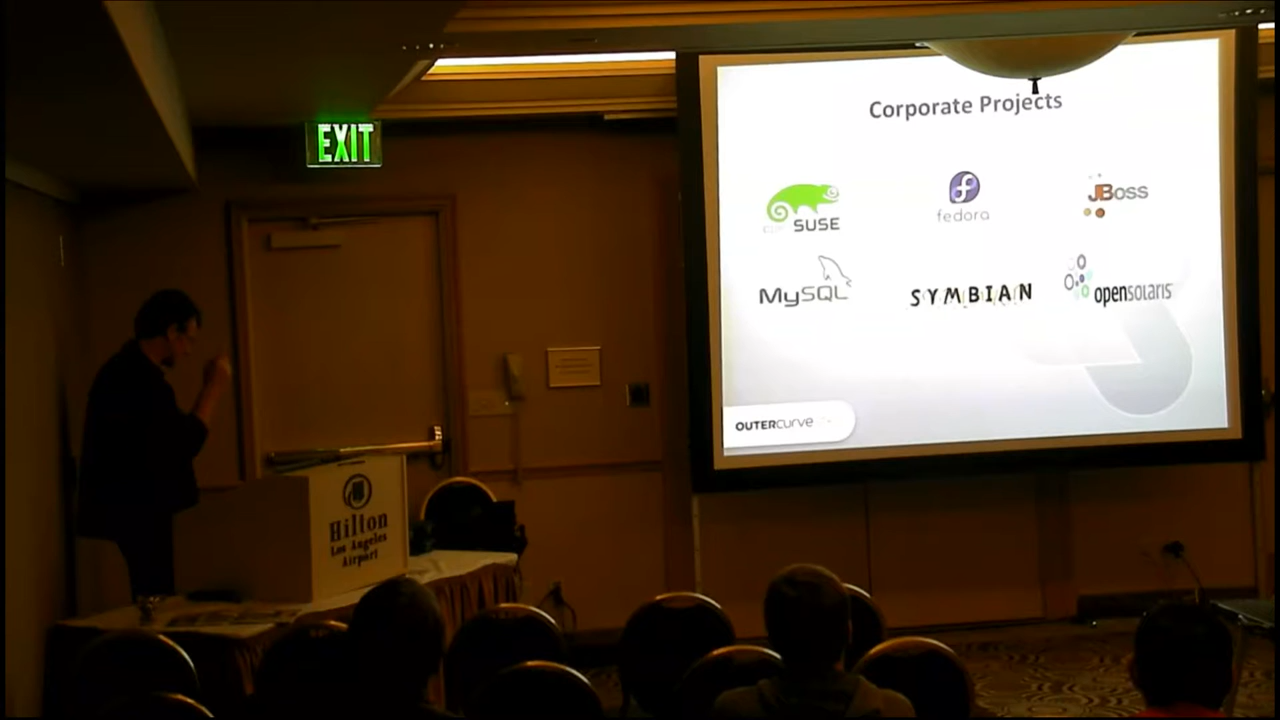 EXIT
Corporate Projects
SUSE
fedora
JBoss
MySQL
SYMBIAN
opensolaris
OUTERcurve
Hilton
Los Angeles
Airport